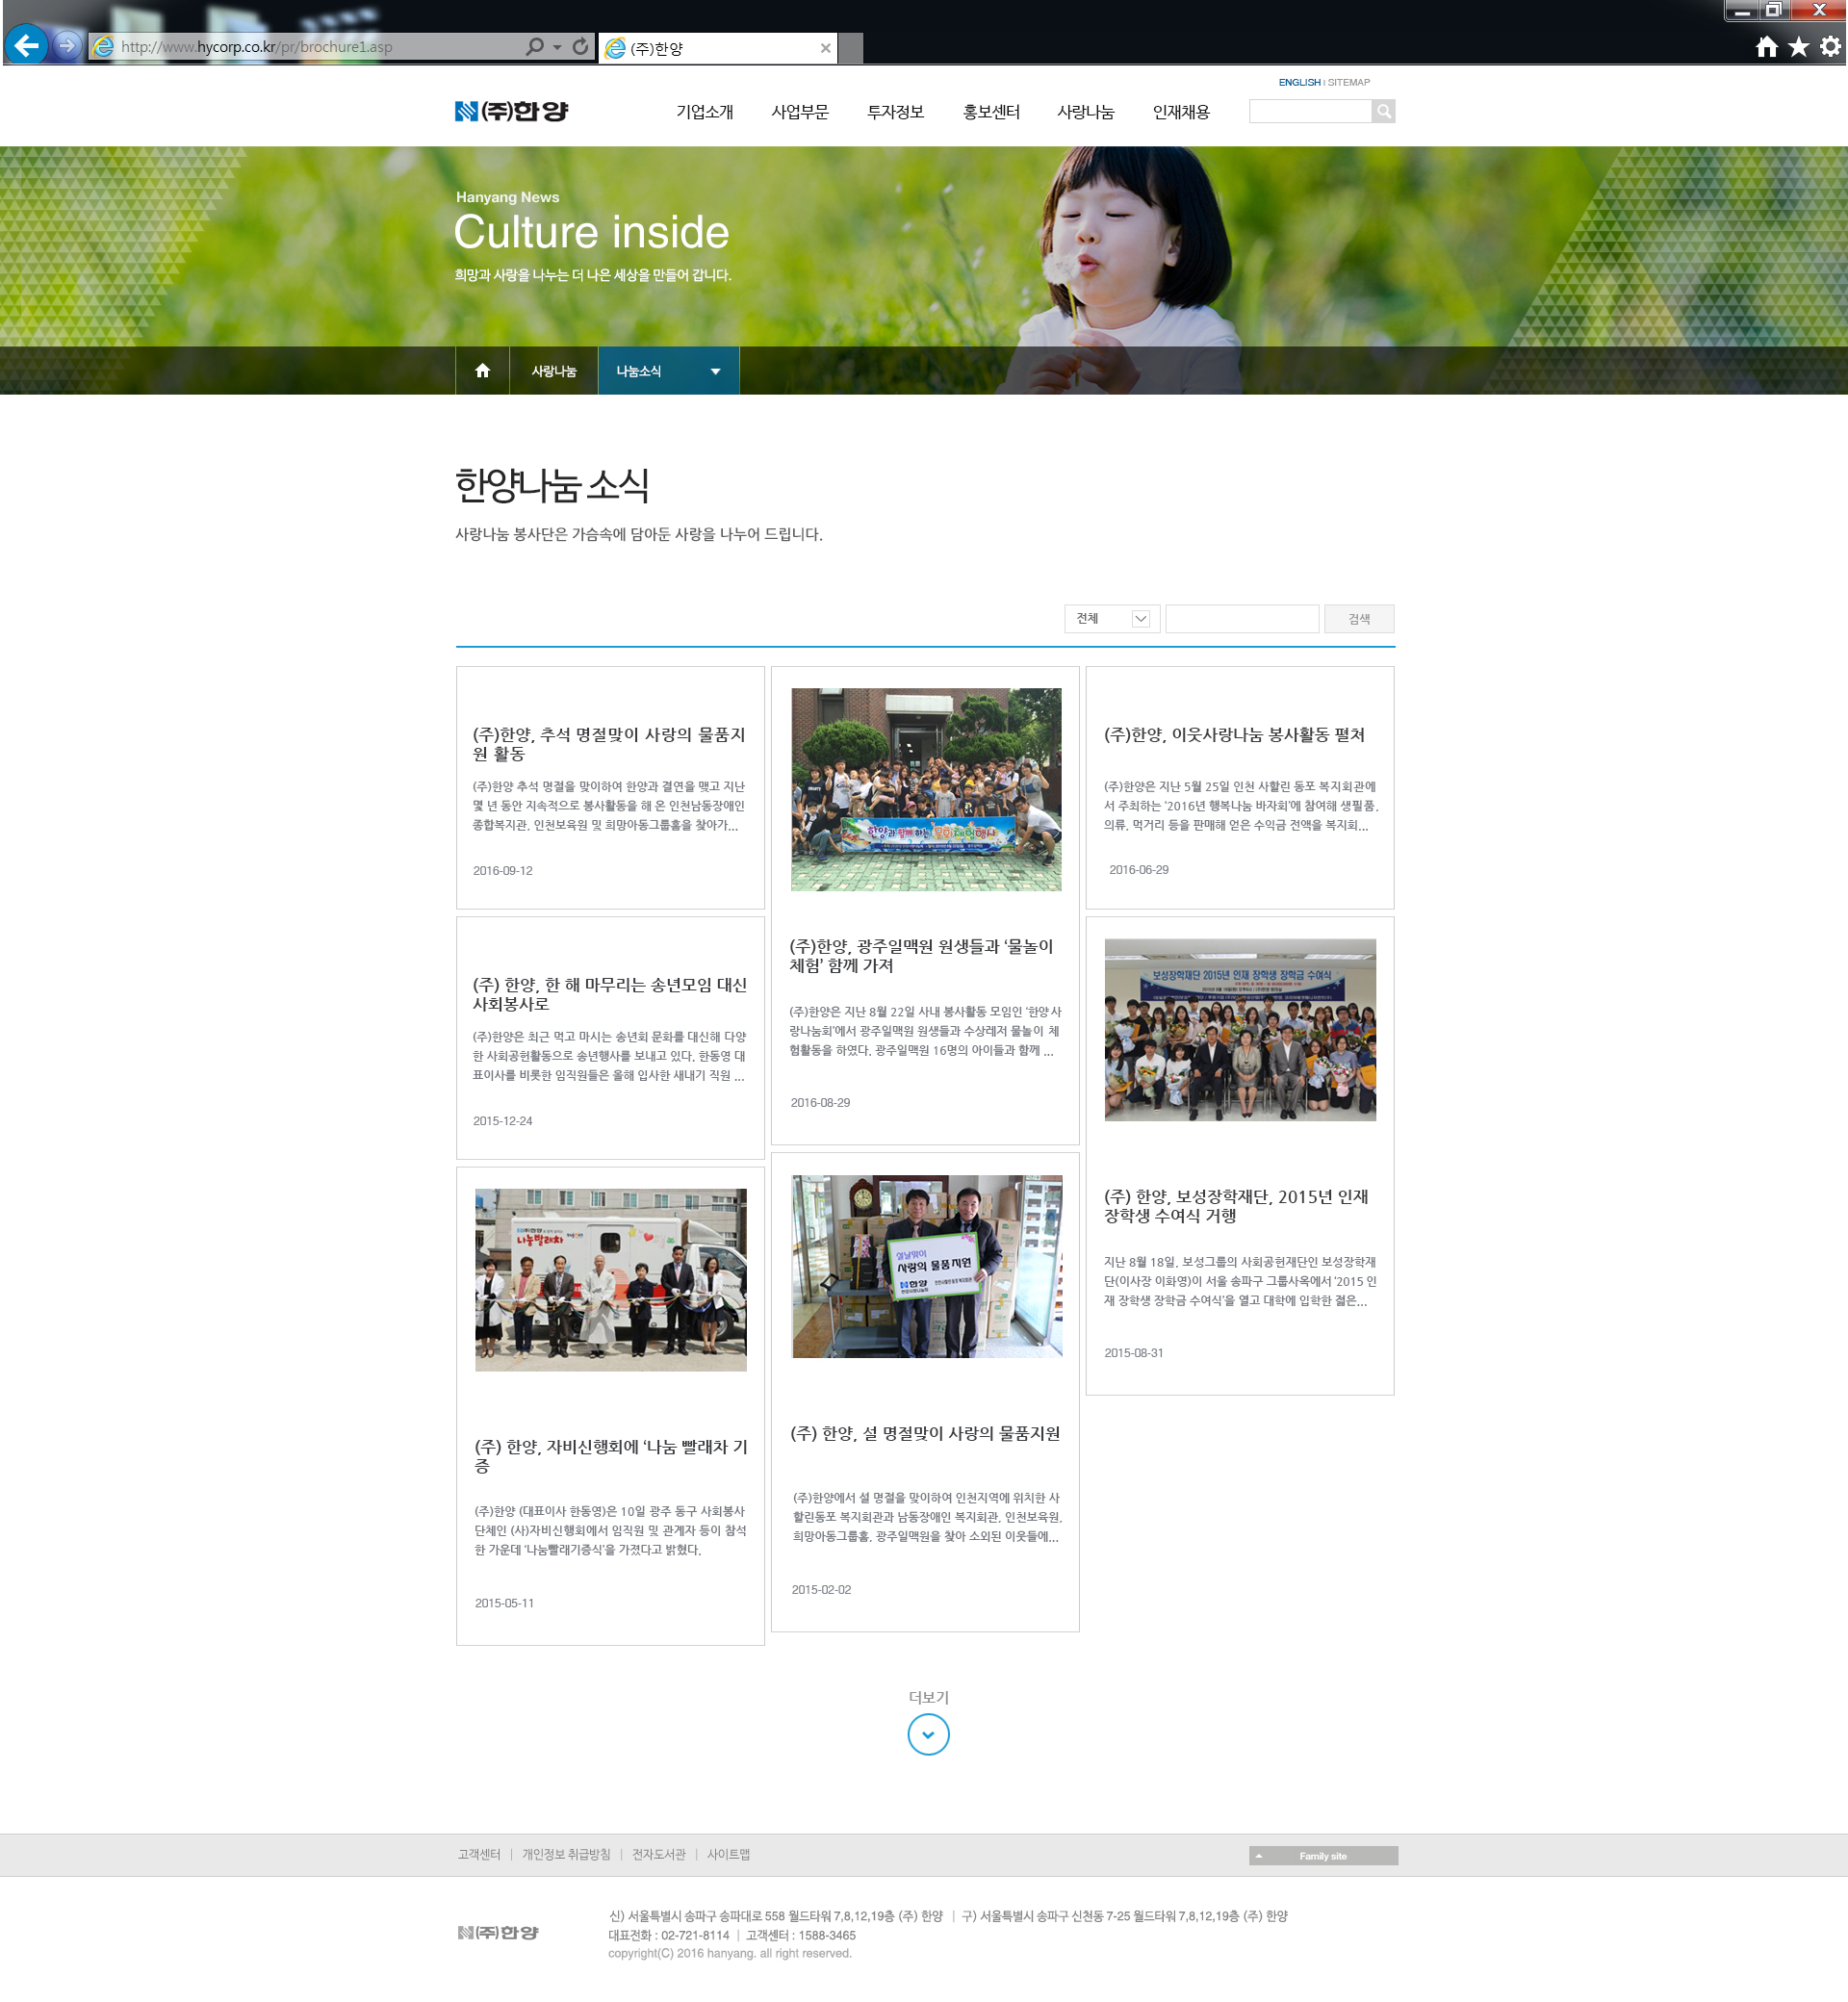 http://www.hycorp.co.kr/pr/brochure1.asp
(주)한양
ENGLISH | SITEMAP
(주)한양
기업소개 사업부문 투자정보 홍보센터 사랑나눔 인재채용
Hanyang News
Culture inside
희망과 사랑을 나누는 더 나은 세상을 만들어 갑니다.
사랑나눔 나눔소식
한양나눔 소식
사랑나눔 봉사단은 가슴속에 담아둔 사랑을 나누어 드립니다.
전체 검색
(주)한양, 추석 명절맞이 사랑의 물품지
원 활동
(주)한양 추석 명절을 맞이하여 한양과 결연을 맺고 지난
몇 년 동안 지속적으로 봉사활동을 해 온 인천남동장애인
종합복지관, 인천보육원 및 희망아동그룹홈을 찾아가...
2016-09-12
(주) 한양, 한 해 마무리는 송년모임 대신
사회봉사로
(주)한양은 최근 먹고 마시는 송년회 문화를 대신해 다양
한 사회공헌활동으로 송년행사를 보내고 있다. 한동영 대
표이사를 비롯한 임직원들은 올해 입사한 새내기 직원 ...
2015-12-24
(주)한양
나눔빨래차
(주) 한양, 자비신행회에 ‘나눔 빨래차 기
증
(주)한양 (대표이사 한동영)은 10일 광주 동구 사회봉사
단체인 (사)자비신행회에서 임직원 및 관계자 등이 참석
한 가운데 ‘나눔빨래기증식’을 가졌다고 밝혔다.
2015-05-11
한양과 함께 하는 문화체험행사
(주)한양, 광주일맥원 원생들과 ‘물놀이
체험’ 함께 가져
(주)한양은 지난 8월 22일 사내 봉사활동 모임인 ‘한양사
랑나눔회’에서 광주일맥원 원생들과 수상레저 물놀이 체
험활동을 하였다. 광주일맥원 16명의 아이들과 함께 ...
2016-08-29
설날맞이
사랑의 물품지원
한양
(주) 한양, 설 명절맞이 사랑의 물품지원
(주)한양에서 설 명절을 맞이하여 인천지역에 위치한 사
할린동포 복지회관과 남동장애인 복지회관, 인천보육원,
희망아동그룹홈, 광주일맥원을 찾아 소외된 이웃들에...
2015-02-02
(주)한양, 이웃사랑나눔 봉사활동 펼쳐
(주)한양은 지난 5월 25일 인천 사할린 동포 복지회관에
서 주최하는 ‘2016년 행복나눔 바자회’에 참여해 생필품,
의류, 먹거리 등을 판매해 얻은 수익금 전액을 복지회...
2016-06-29
보성장학재단 2015년 인재 장학생 장학금 수여식
(주) 한양, 보성장학재단, 2015년 인재
장학생 수여식 거행
지난 8월 18일, 보성그룹의 사회공헌재단인 보성장학재
단(이사장 이화영)이 서울 송파구 그룹사옥에서 ‘2015 인
재 장학생 장학금 수여식’을 열고 대학에 입학한 젊은...
2015-08-31
더보기
고객센터 | 개인정보 취급방침 | 전자도서관 | 사이트맵
Family site
(주)한양
신) 서울특별시 송파구 송파대로 558 월드타워 7,8,12,19층 (주) 한양 | 구) 서울특별시 송파구 신천동 7-25 월드타워 7,8,12,19층 (주) 한양
대표전화 : 02-721-8114 | 고객센터 : 1588-3465
copyright(C) 2016 hanyang. all right reserved.